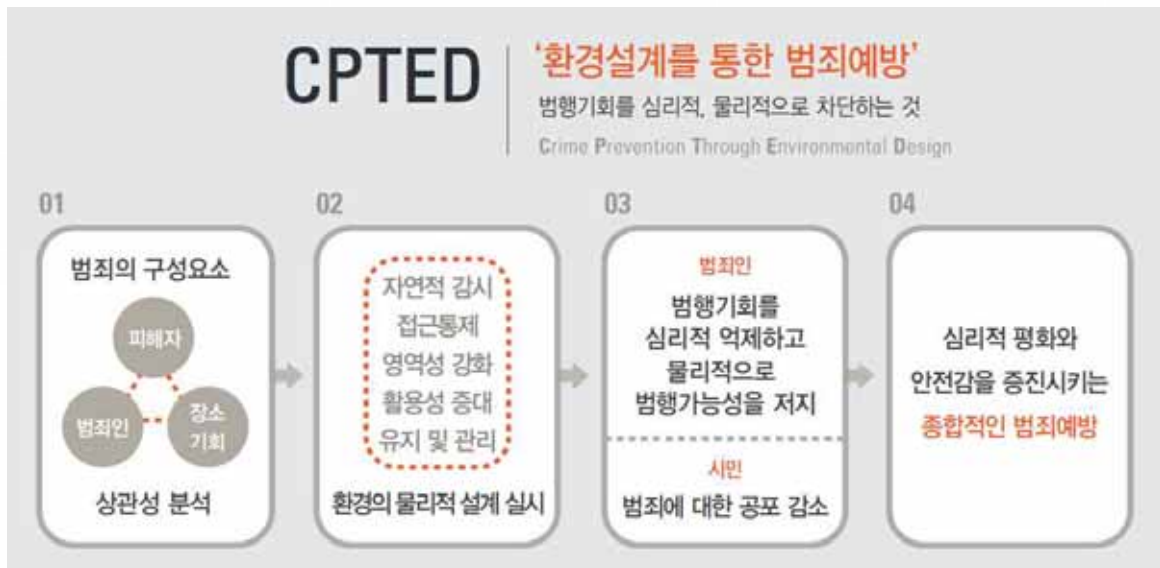 CPTED
'환경설계를 통한 범죄예방'
범행기회를 심리적, 물리적으로 차단하는 것
Crime Prevention Through Environmental Design
01
범죄의 구성요소
피해자
범죄인
장소
기회
상관성 분석
02
자연적 감시
접근통제
영역성 강화
활용성 증대
유지 및 관리
환경의 물리적 설계 실시
03
범죄인
범행기회를
심리적 억제하고
물리적으로
범행가능성을 저지
시민
범죄에 대한 공포 감소
04
심리적 평화와
안전감을 증진시키는
종합적인 범죄예방